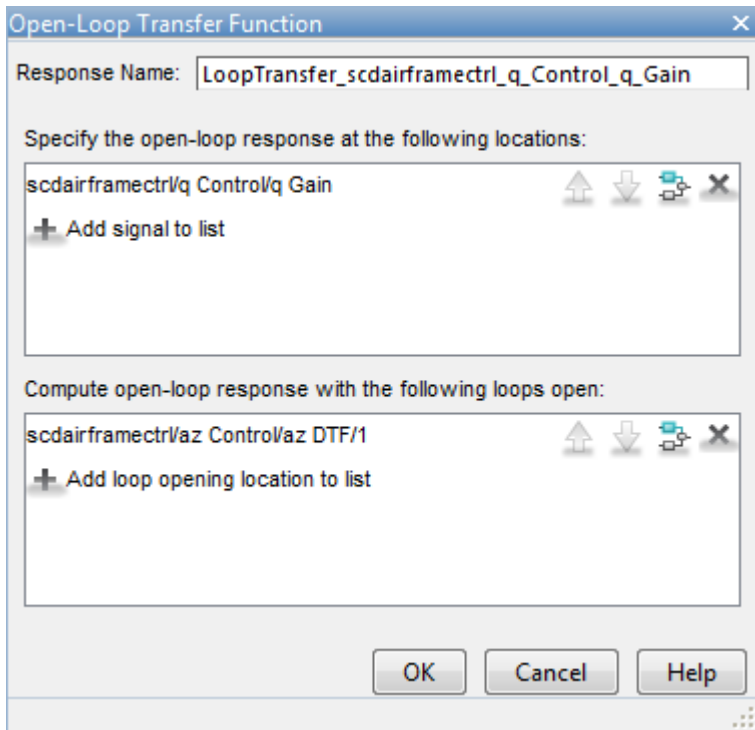 Open-Loop Transfer Function
Response Name: LoopTransfer_scdairframectrl_q_Control_q_Gain
Specify the open-loop response at the following locations:
scdairframectrl/q Control/q Gain
Add signal to list
Compute open-loop response with the following loops open:
scdairframectrl/az Control/az DTF/1
Add loop opening location to list
OK Cancel Help